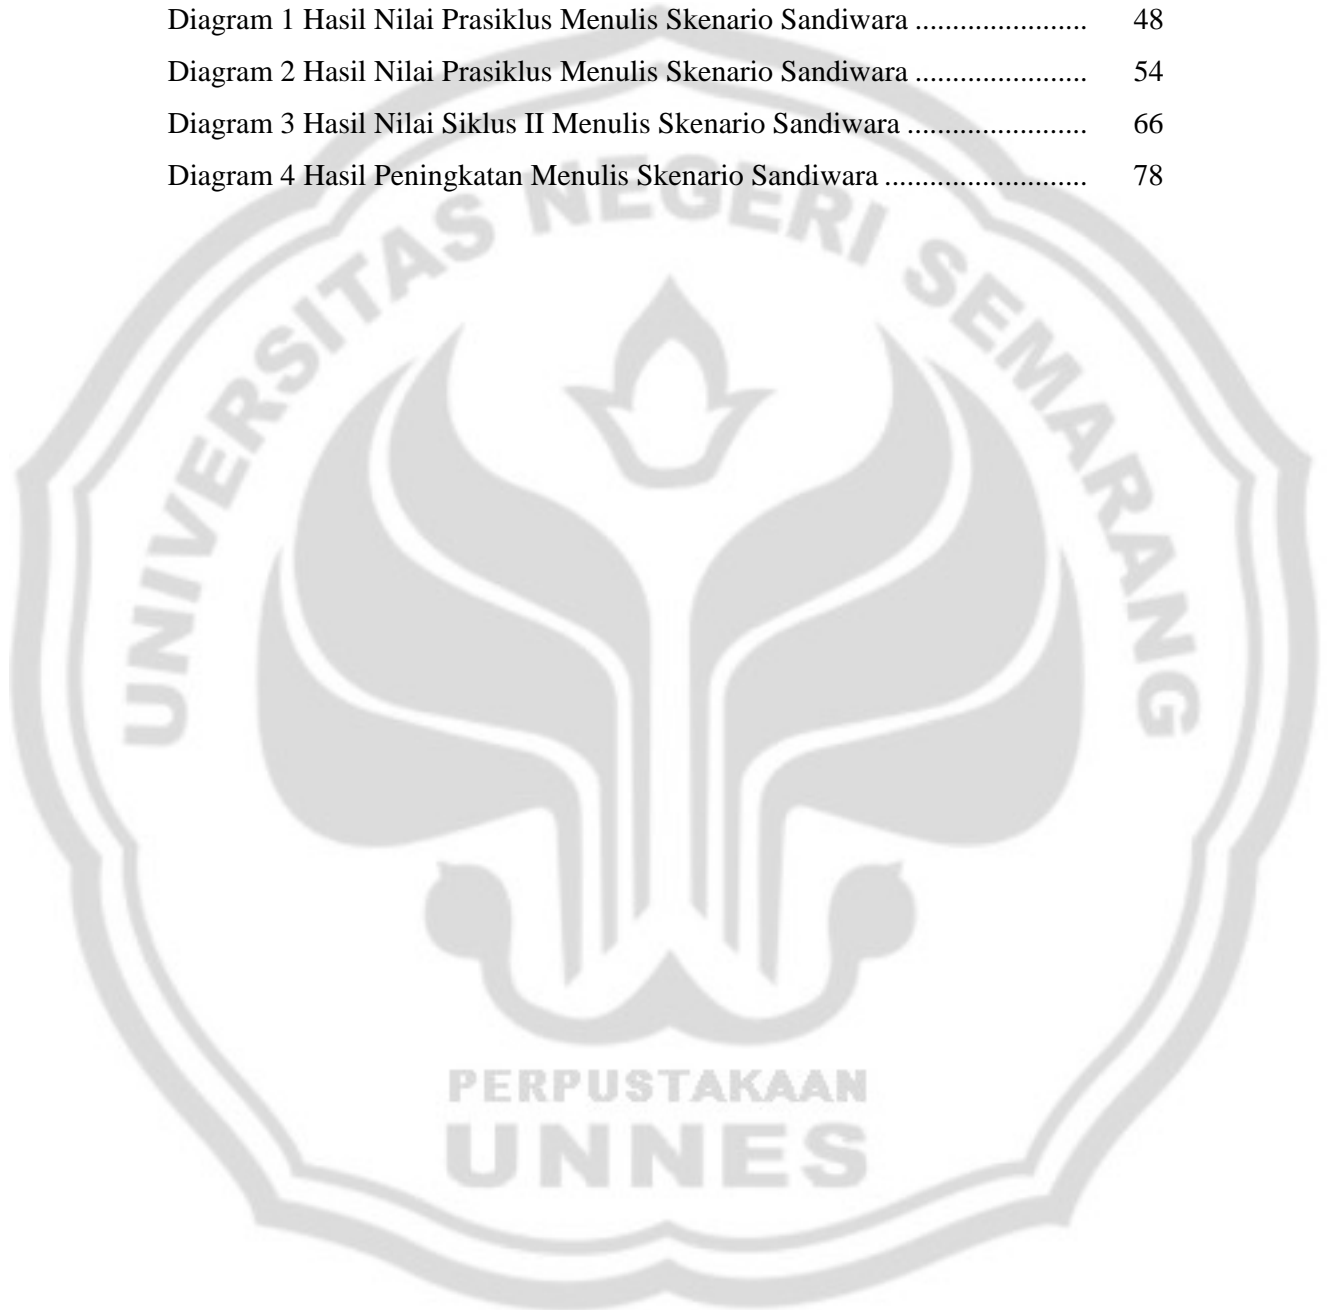 Diagram 1 Hasil Nilai Prasiklus Menulis Skenario Sandiwara ....................... 48
Diagram 2 Hasil Nilai Prasiklus Menulis Skenario Sandiwara ....................... 54
Diagram 3 Hasil Nilai Siklus II Menulis Skenario Sandiwara ........................ 66
Diagram 4 Hasil Peningkatan Menulis Skenario Sandiwara ........................... 78
UNIVERSITAS NEGERI SEMARANG
PERPUSTAKAAN
UNNES